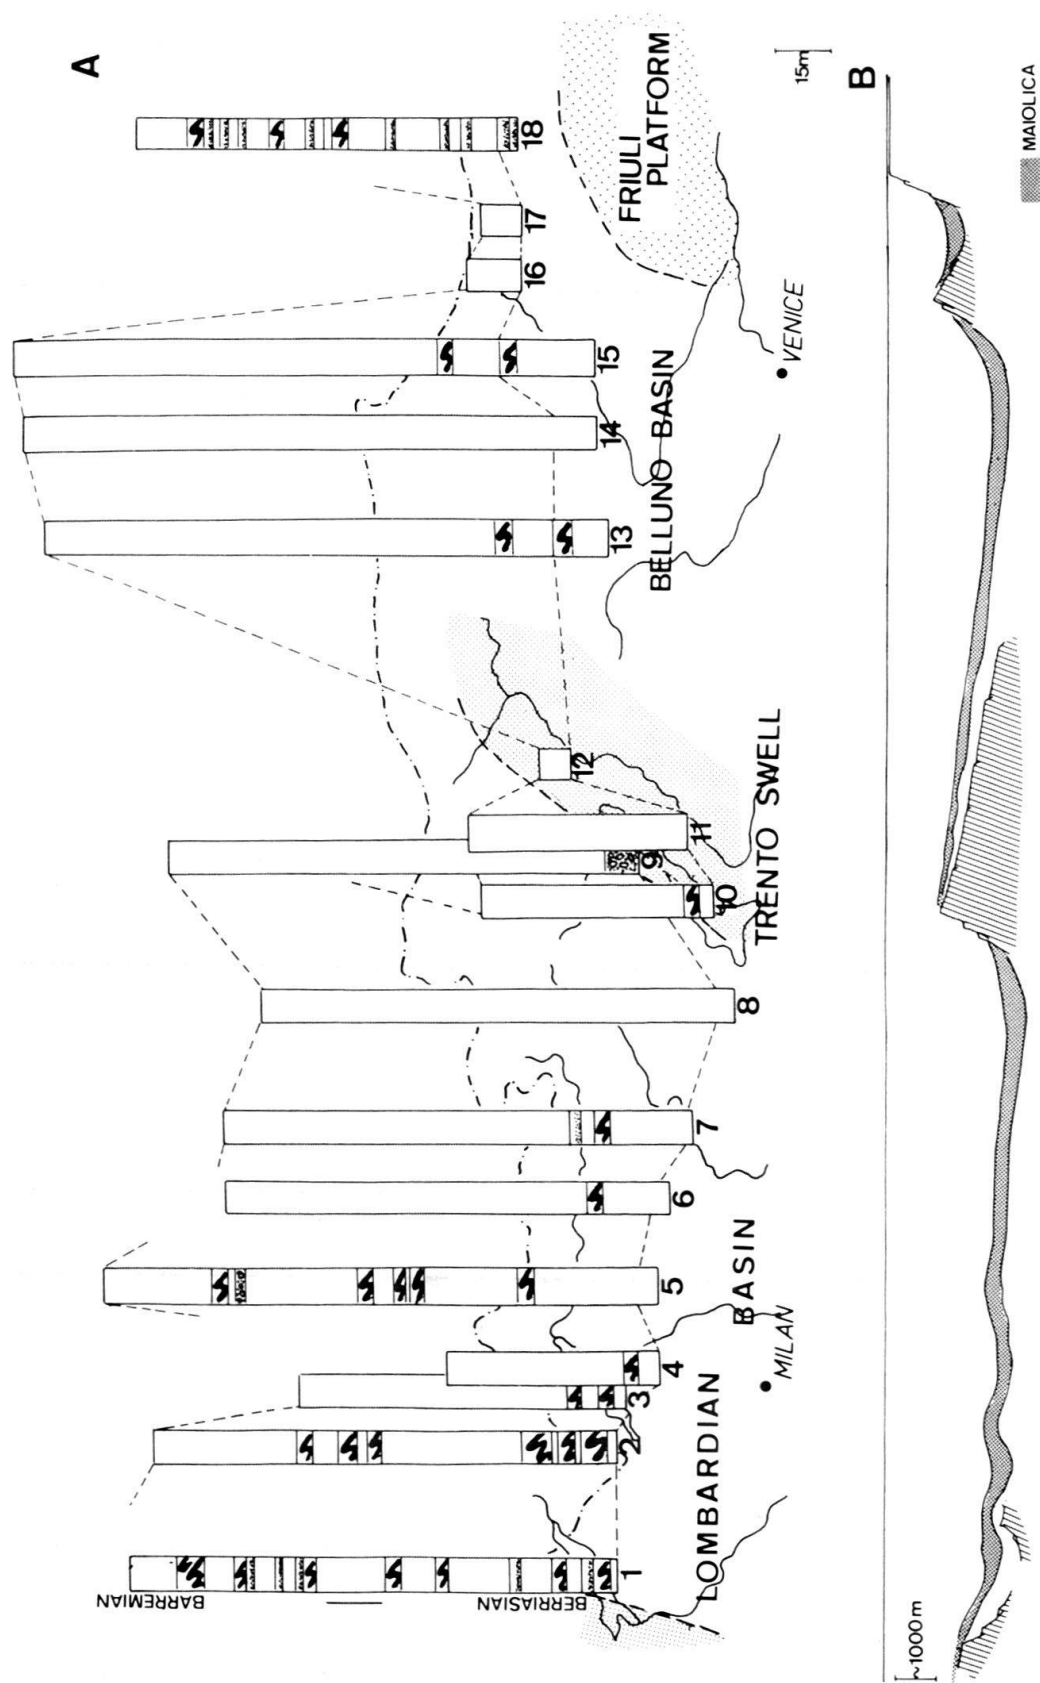 A
BARREMIAN
BERRIASIAN
1
2
3
4
5
6
7
8
9
10
11
12
13
14
15
16
17
18
LOMBARDIAN
BASIN
MILAN
TRENTO SWELL
BELLUNO BASIN
VENICE
FRIULI
PLATFORM
15m
B
~1000m
MAIOLICA